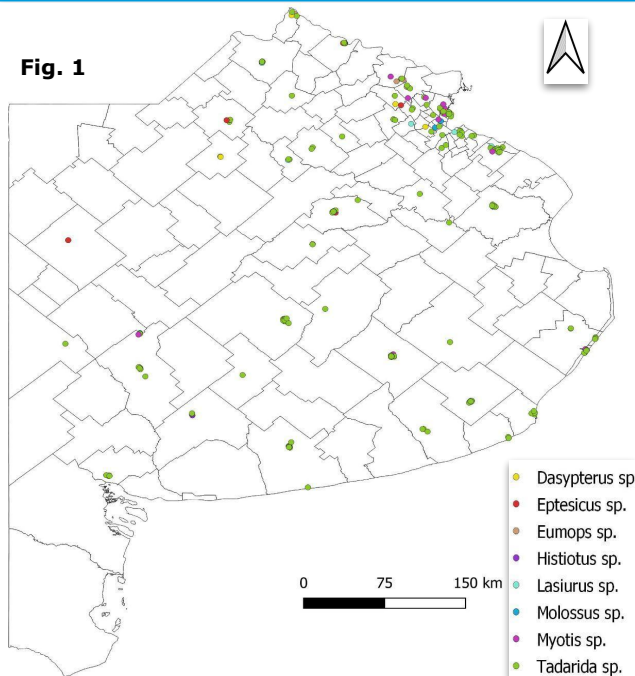 Fig. 1
0 75 150 km
Dasypterus sp
Eptesicus sp.
Eumops sp.
Histiotus sp.
Lasiurus sp.
Molossus sp.
Myotis sp.
Tadarida sp.